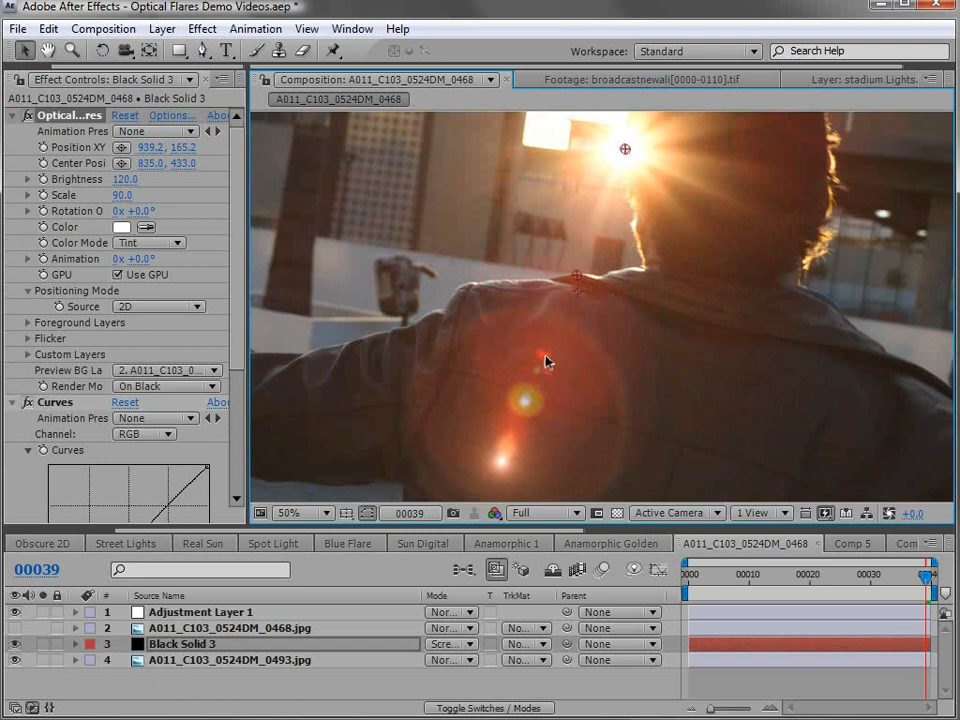 Adobe After Effects - Optical Flares Demo Videos.aep *
File Edit Composition Layer Effect Animation View Window Help
Workspace: Standard Search Help
Effect Controls: Black Solid 3
Composition: A011_C103_0524DM_0468 Footage: broadcastnewali[0000-0110].tif Layer: stadium Lights.
A011_C103_0524DM_0468 • Black Solid 3
A011_C103_0524DM_0468
fx Optical...res Reset Options... Abo
Animation Pres None
Position XY 939.2, 165.2
Center Posi 835.0, 433.0
Brightness 120.0
Scale 90.0
Rotation O 0x +0.0°
Color
Color Mode Tint
Animation 0x +0.0°
GPU Use GPU
Positioning Mode
Source 2D
Foreground Layers
Flicker
Custom Layers
Preview BG La 2. A011_C103_0...
Render Mo On Black
fx Curves Reset Abo
Animation Pres None
Channel: RGB
Curves
50% 00039 Full Active Camera 1 View +0.0
Obscure 2D Street Lights Real Sun Spot Light Blue Flare Sun Digital Anamorphic 1 Anamorphic Golden A011_C103_0524DM_0468 Comp 5 Com
00039
0000 00010 00020 00030
# Source Name Mode T TrkMat Parent
1 Adjustment Layer 1 Nor... None
2 A011_C103_0524DM_0468.jpg Nor... No... None
3 Black Solid 3 Scre... No... None
4 A011_C103_0524DM_0493.jpg Nor... No... None
Toggle Switches / Modes